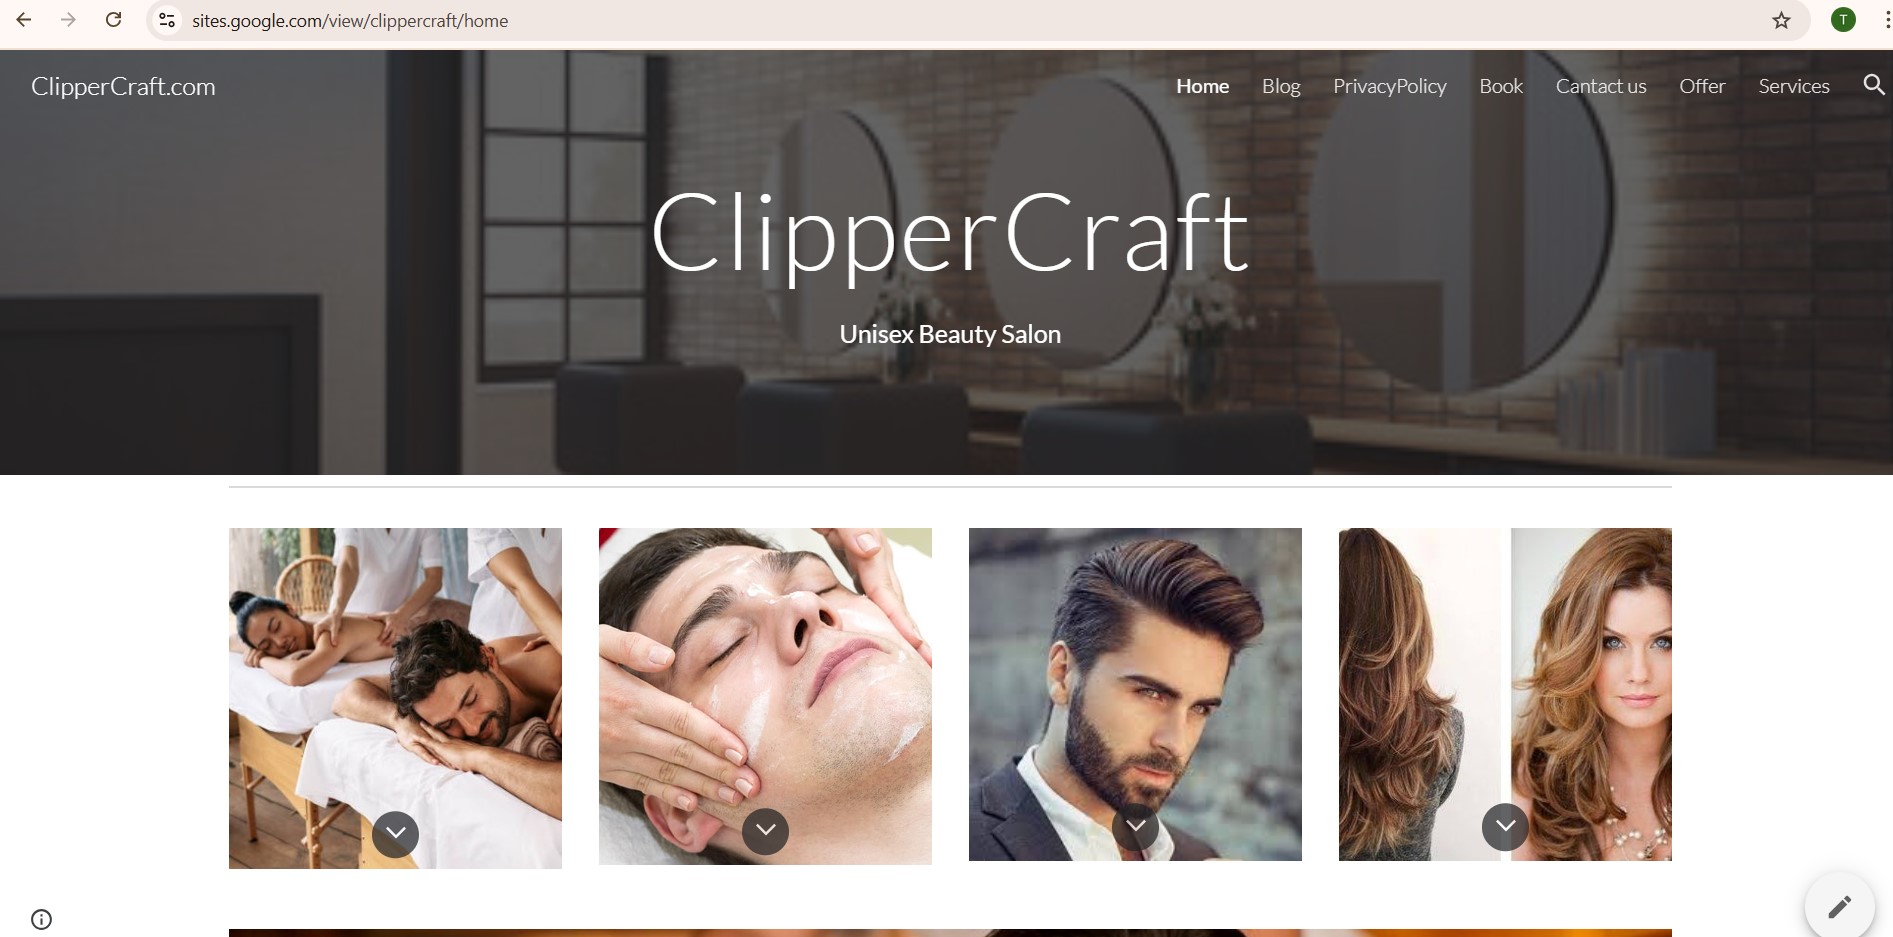 sites.google.com/view/clippercraft/home
T
ClipperCraft.com
Home
Blog
PrivacyPolicy
Book
Cantact us
Offer
Services
ClipperCraft
Unisex Beauty Salon